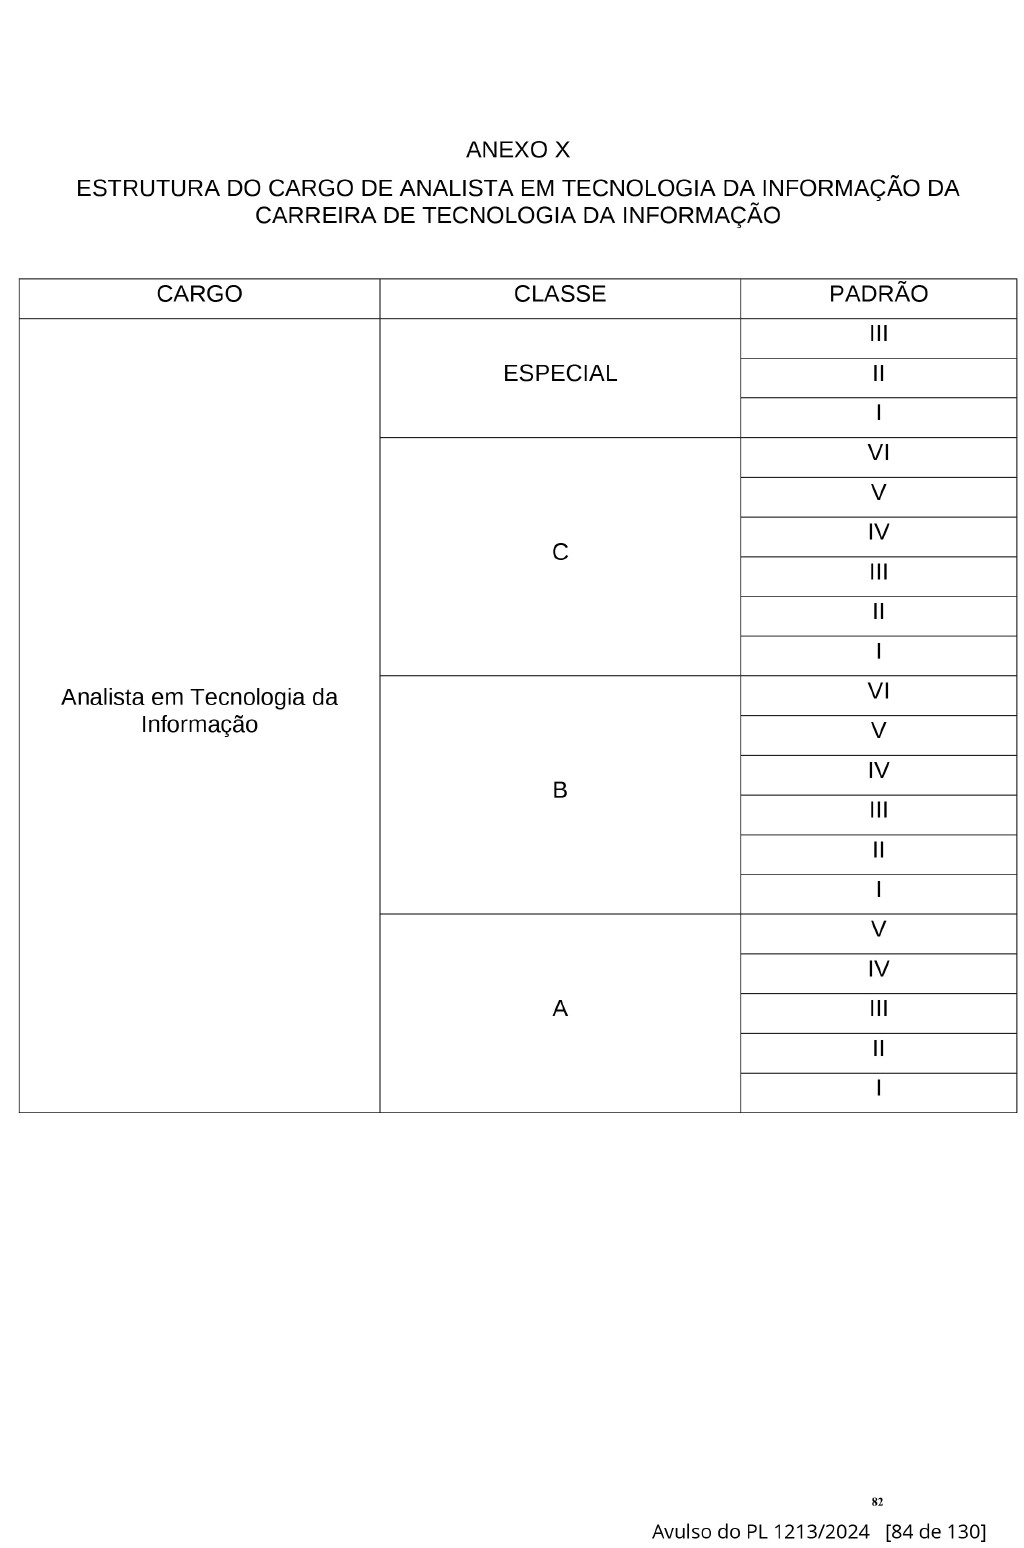 ANEXO X
ESTRUTURA DO CARGO DE ANALISTA EM TECNOLOGIA DA INFORMAÇÃO DA
CARREIRA DE TECNOLOGIA DA INFORMAÇÃO
CARGO CLASSE PADRÃO
Analista em Tecnologia da
Informação
ESPECIAL
III
II
I
C
VI
V
IV
III
II
I
B
VI
V
IV
III
II
I
A
V
IV
III
II
I
82
Avulso do PL 1213/2024 [84 de 130]